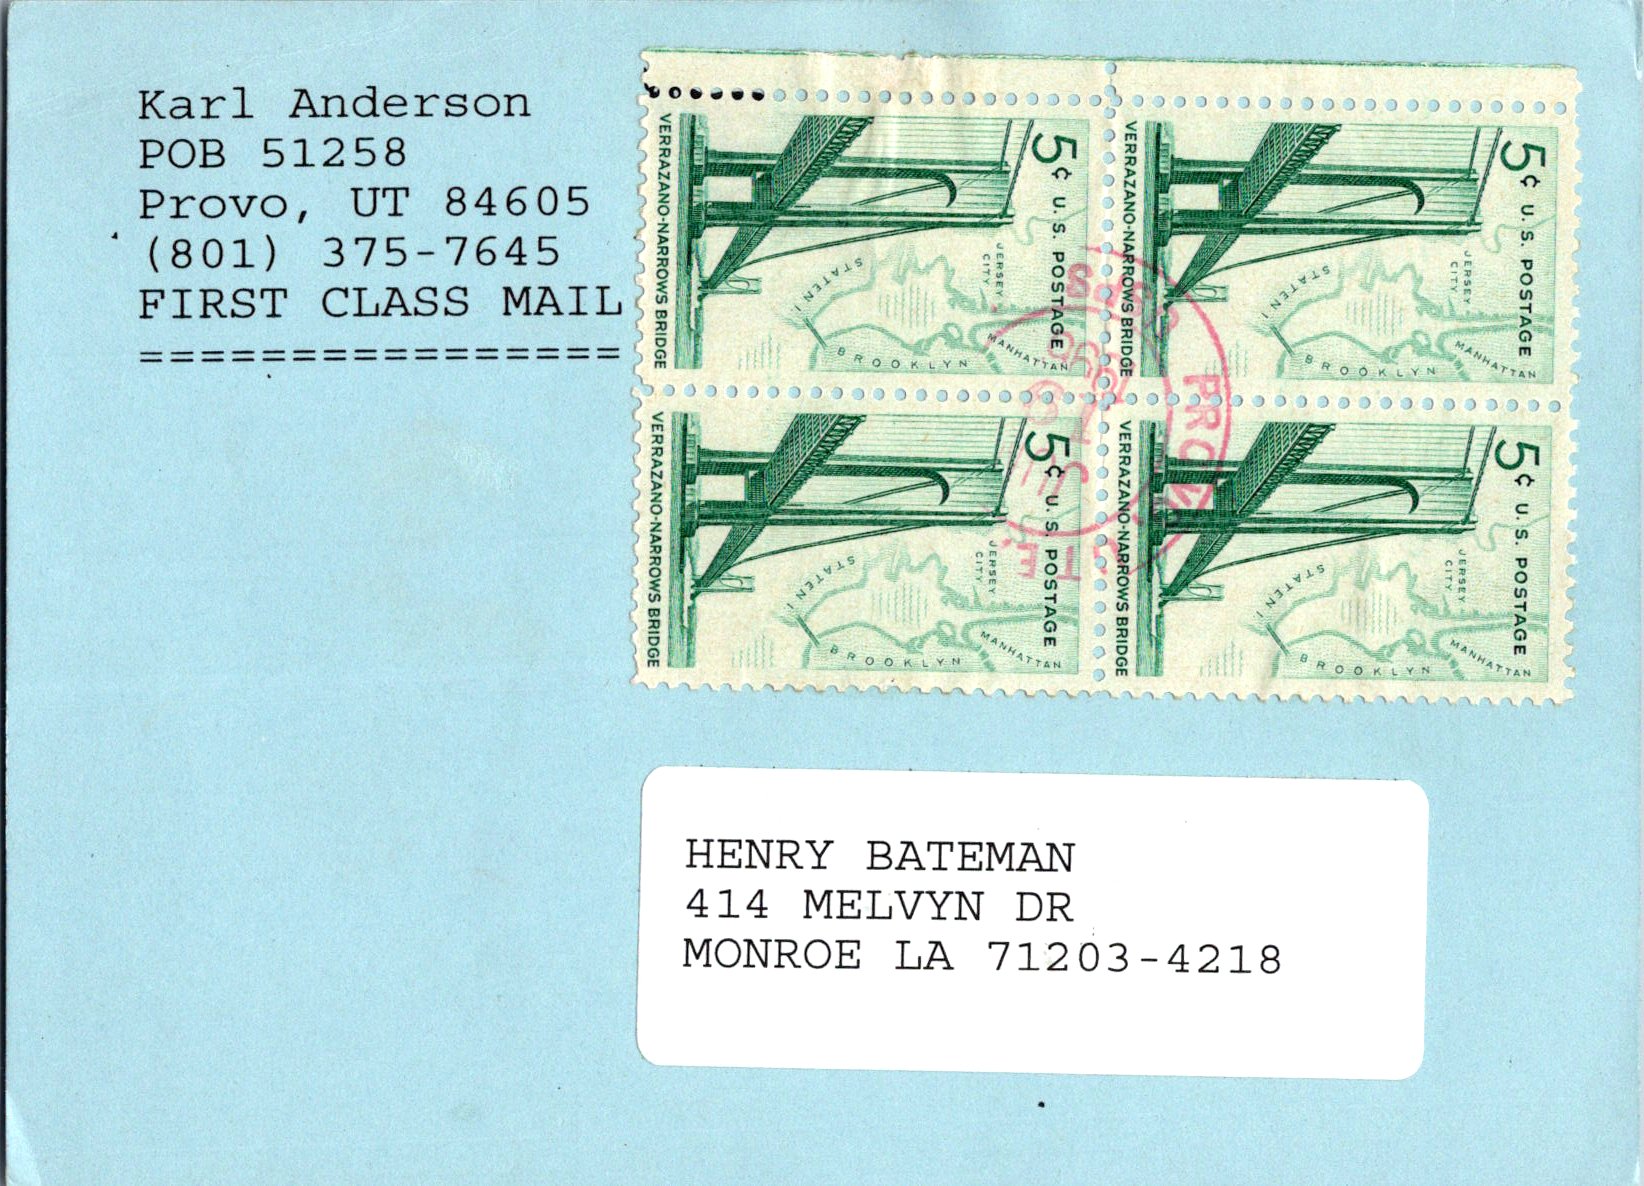 Karl Anderson
POB 51258
Provo, UT 84605
(801) 375-7645
FIRST CLASS MAIL
================
5¢ U.S. POSTAGE
VERRAZANO-NARROWS BRIDGE
JERSEY CITY
STATEN I
BROOKLYN
MANHATTAN
5¢ U.S. POSTAGE
VERRAZANO-NARROWS BRIDGE
JERSEY CITY
STATEN I
BROOKLYN
MANHATTAN
5¢ U.S. POSTAGE
VERRAZANO-NARROWS BRIDGE
JERSEY CITY
STATEN I
BROOKLYN
MANHATTAN
5¢ U.S. POSTAGE
VERRAZANO-NARROWS BRIDGE
JERSEY CITY
STATEN I
BROOKLYN
MANHATTAN
HENRY BATEMAN
414 MELVYN DR
MONROE LA 71203-4218